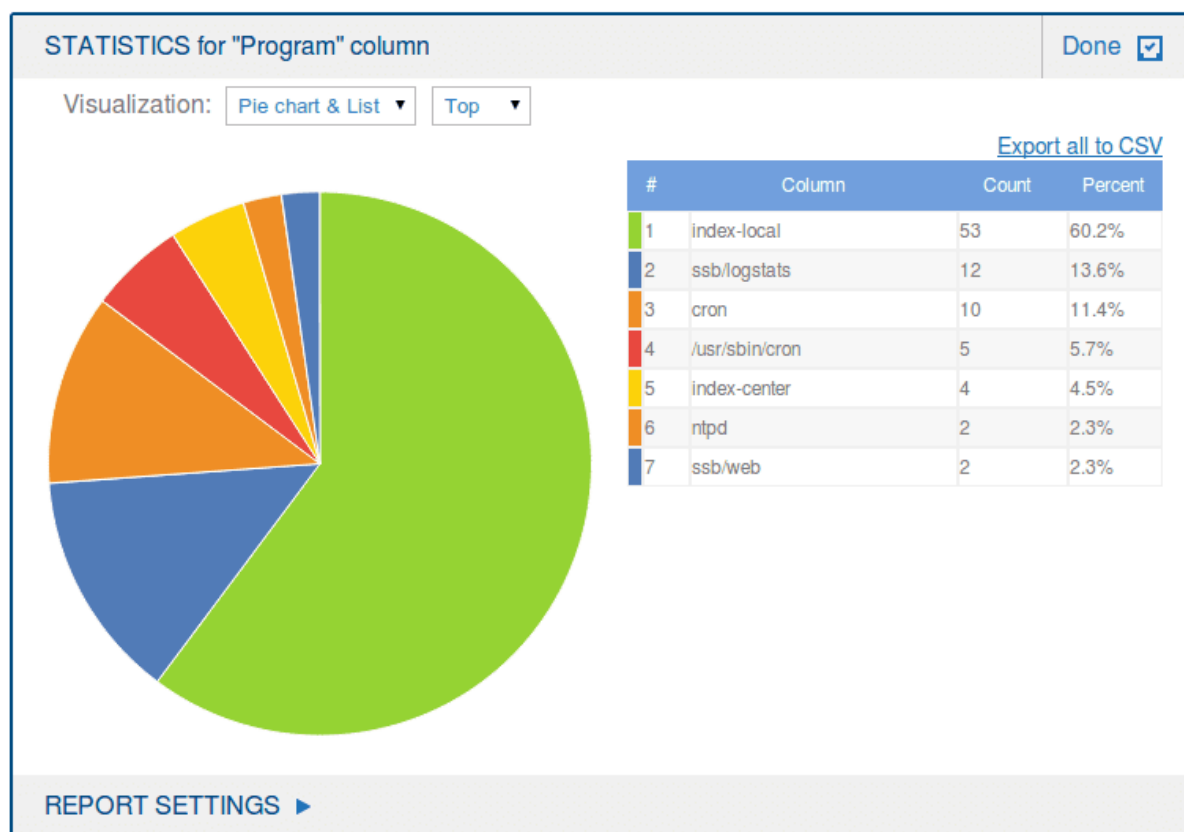 STATISTICS for "Program" column
Done
Visualization: Pie chart & List Top
Export all to CSV
# Column Count Percent
1 index-local 53 60.2%
2 ssb/logstats 12 13.6%
3 cron 10 11.4%
4 /usr/sbin/cron 5 5.7%
5 index-center 4 4.5%
6 ntpd 2 2.3%
7 ssb/web 2 2.3%
REPORT SETTINGS